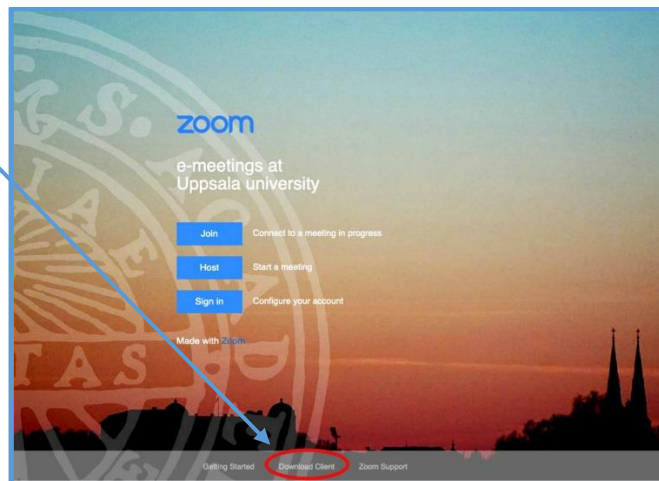 zoom
e-meetings at
Uppsala university
Join Connect to a meeting in progress
Host Start a meeting
Sign in Configure your account
Made with Zoom
Getting Started Download Client Zoom Support